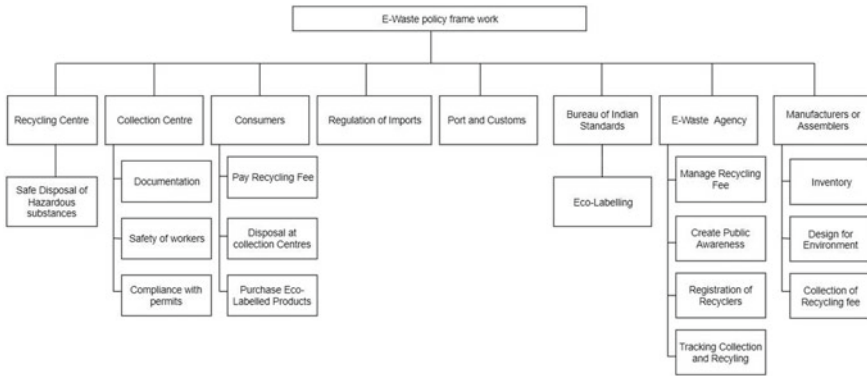 E-Waste policy frame work
Recycling Centre
Collection Centre
Consumers
Regulation of Imports
Port and Customs
Bureau of Indian
Standards
E-Waste Agency
Manufacturers or
Assemblers
Safe Disposal of
Hazardous
substances
Documentation
Safety of workers
Compliance with
permits
Pay Recycling Fee
Disposal at
collection Centres
Purchase Eco-
Labelled Products
Eco-Labelling
Manage Recycling
Fee
Create Public
Awareness
Registration of
Recyclers
Tracking Collection
and Recyling
Inventory
Design for
Environment
Collection of
Recycling fee